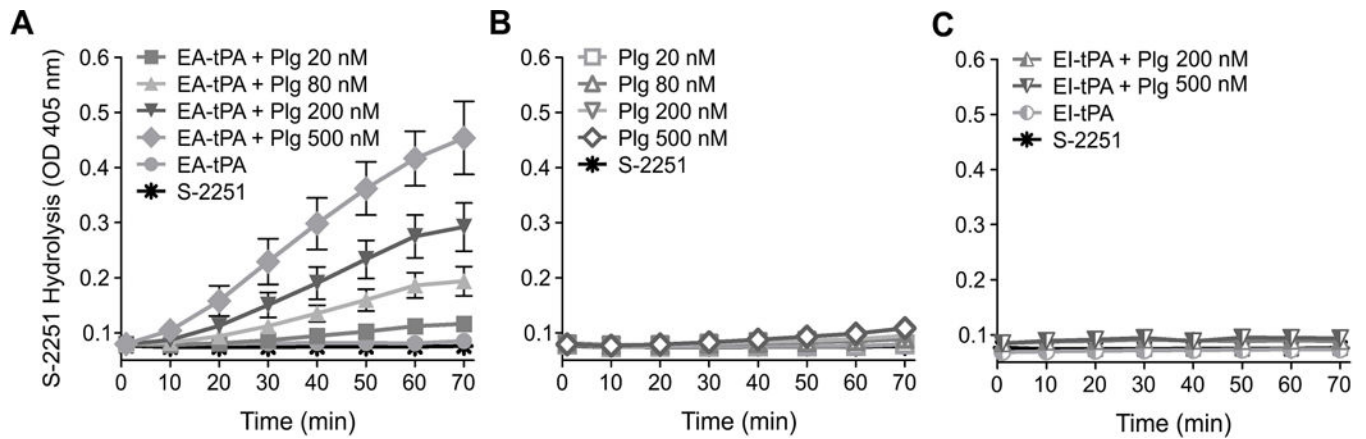 A
S-2251 Hydrolysis (OD 405 nm)
0.6
0.5
0.4
0.3
0.2
0.1
EA-tPA + Plg 20 nM
EA-tPA + Plg 80 nM
EA-tPA + Plg 200 nM
EA-tPA + Plg 500 nM
EA-tPA
S-2251
0 10 20 30 40 50 60 70
Time (min)
B
0.6
0.5
0.4
0.3
0.2
0.1
Plg 20 nM
Plg 80 nM
Plg 200 nM
Plg 500 nM
S-2251
0 10 20 30 40 50 60 70
Time (min)
C
0.6
0.5
0.4
0.3
0.2
0.1
EI-tPA + Plg 200 nM
EI-tPA + Plg 500 nM
EI-tPA
S-2251
0 10 20 30 40 50 60 70
Time (min)